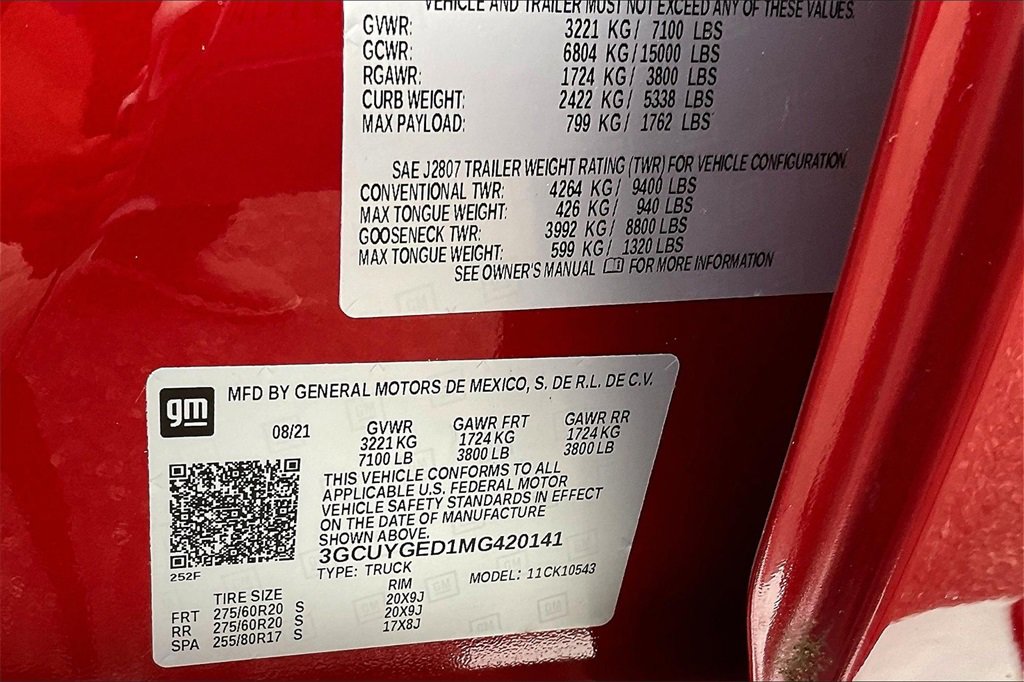 VEHICLE AND TRAILER MUST NOT EXCEED ANY OF THESE VALUES.
GVWR: 3221 KG/ 7100 LBS
GCWR: 6804 KG/ 15000 LBS
RGAWR: 1724 KG/ 3800 LBS
CURB WEIGHT: 2422 KG/ 5338 LBS
MAX PAYLOAD: 799 KG/ 1762 LBS
SAE J2807 TRAILER WEIGHT RATING (TWR) FOR VEHICLE CONFIGURATION
CONVENTIONAL TWR: 4264 KG/ 9400 LBS
MAX TONGUE WEIGHT: 426 KG/ 940 LBS
GOOSENECK TWR: 3992 KG/ 8800 LBS
MAX TONGUE WEIGHT: 599 KG/ 1320 LBS
SEE OWNER'S MANUAL FOR MORE INFORMATION
gm
MFD BY GENERAL MOTORS DE MEXICO, S. DE R.L. DE C.V.
08/21 GVWR GAWR FRT GAWR RR
3221 KG 1724 KG 1724 KG
7100 LB 3800 LB 3800 LB
THIS VEHICLE CONFORMS TO ALL
APPLICABLE U.S. FEDERAL MOTOR
VEHICLE SAFETY STANDARDS IN EFFECT
ON THE DATE OF MANUFACTURE
SHOWN ABOVE.
3GCUYGED1MG420141
252F
TYPE: TRUCK MODEL: 11CK10543
TIRE SIZE RIM
FRT 275/60R20 S 20X9J
RR 275/60R20 S 20X9J
SPA 255/80R17 S 17X8J